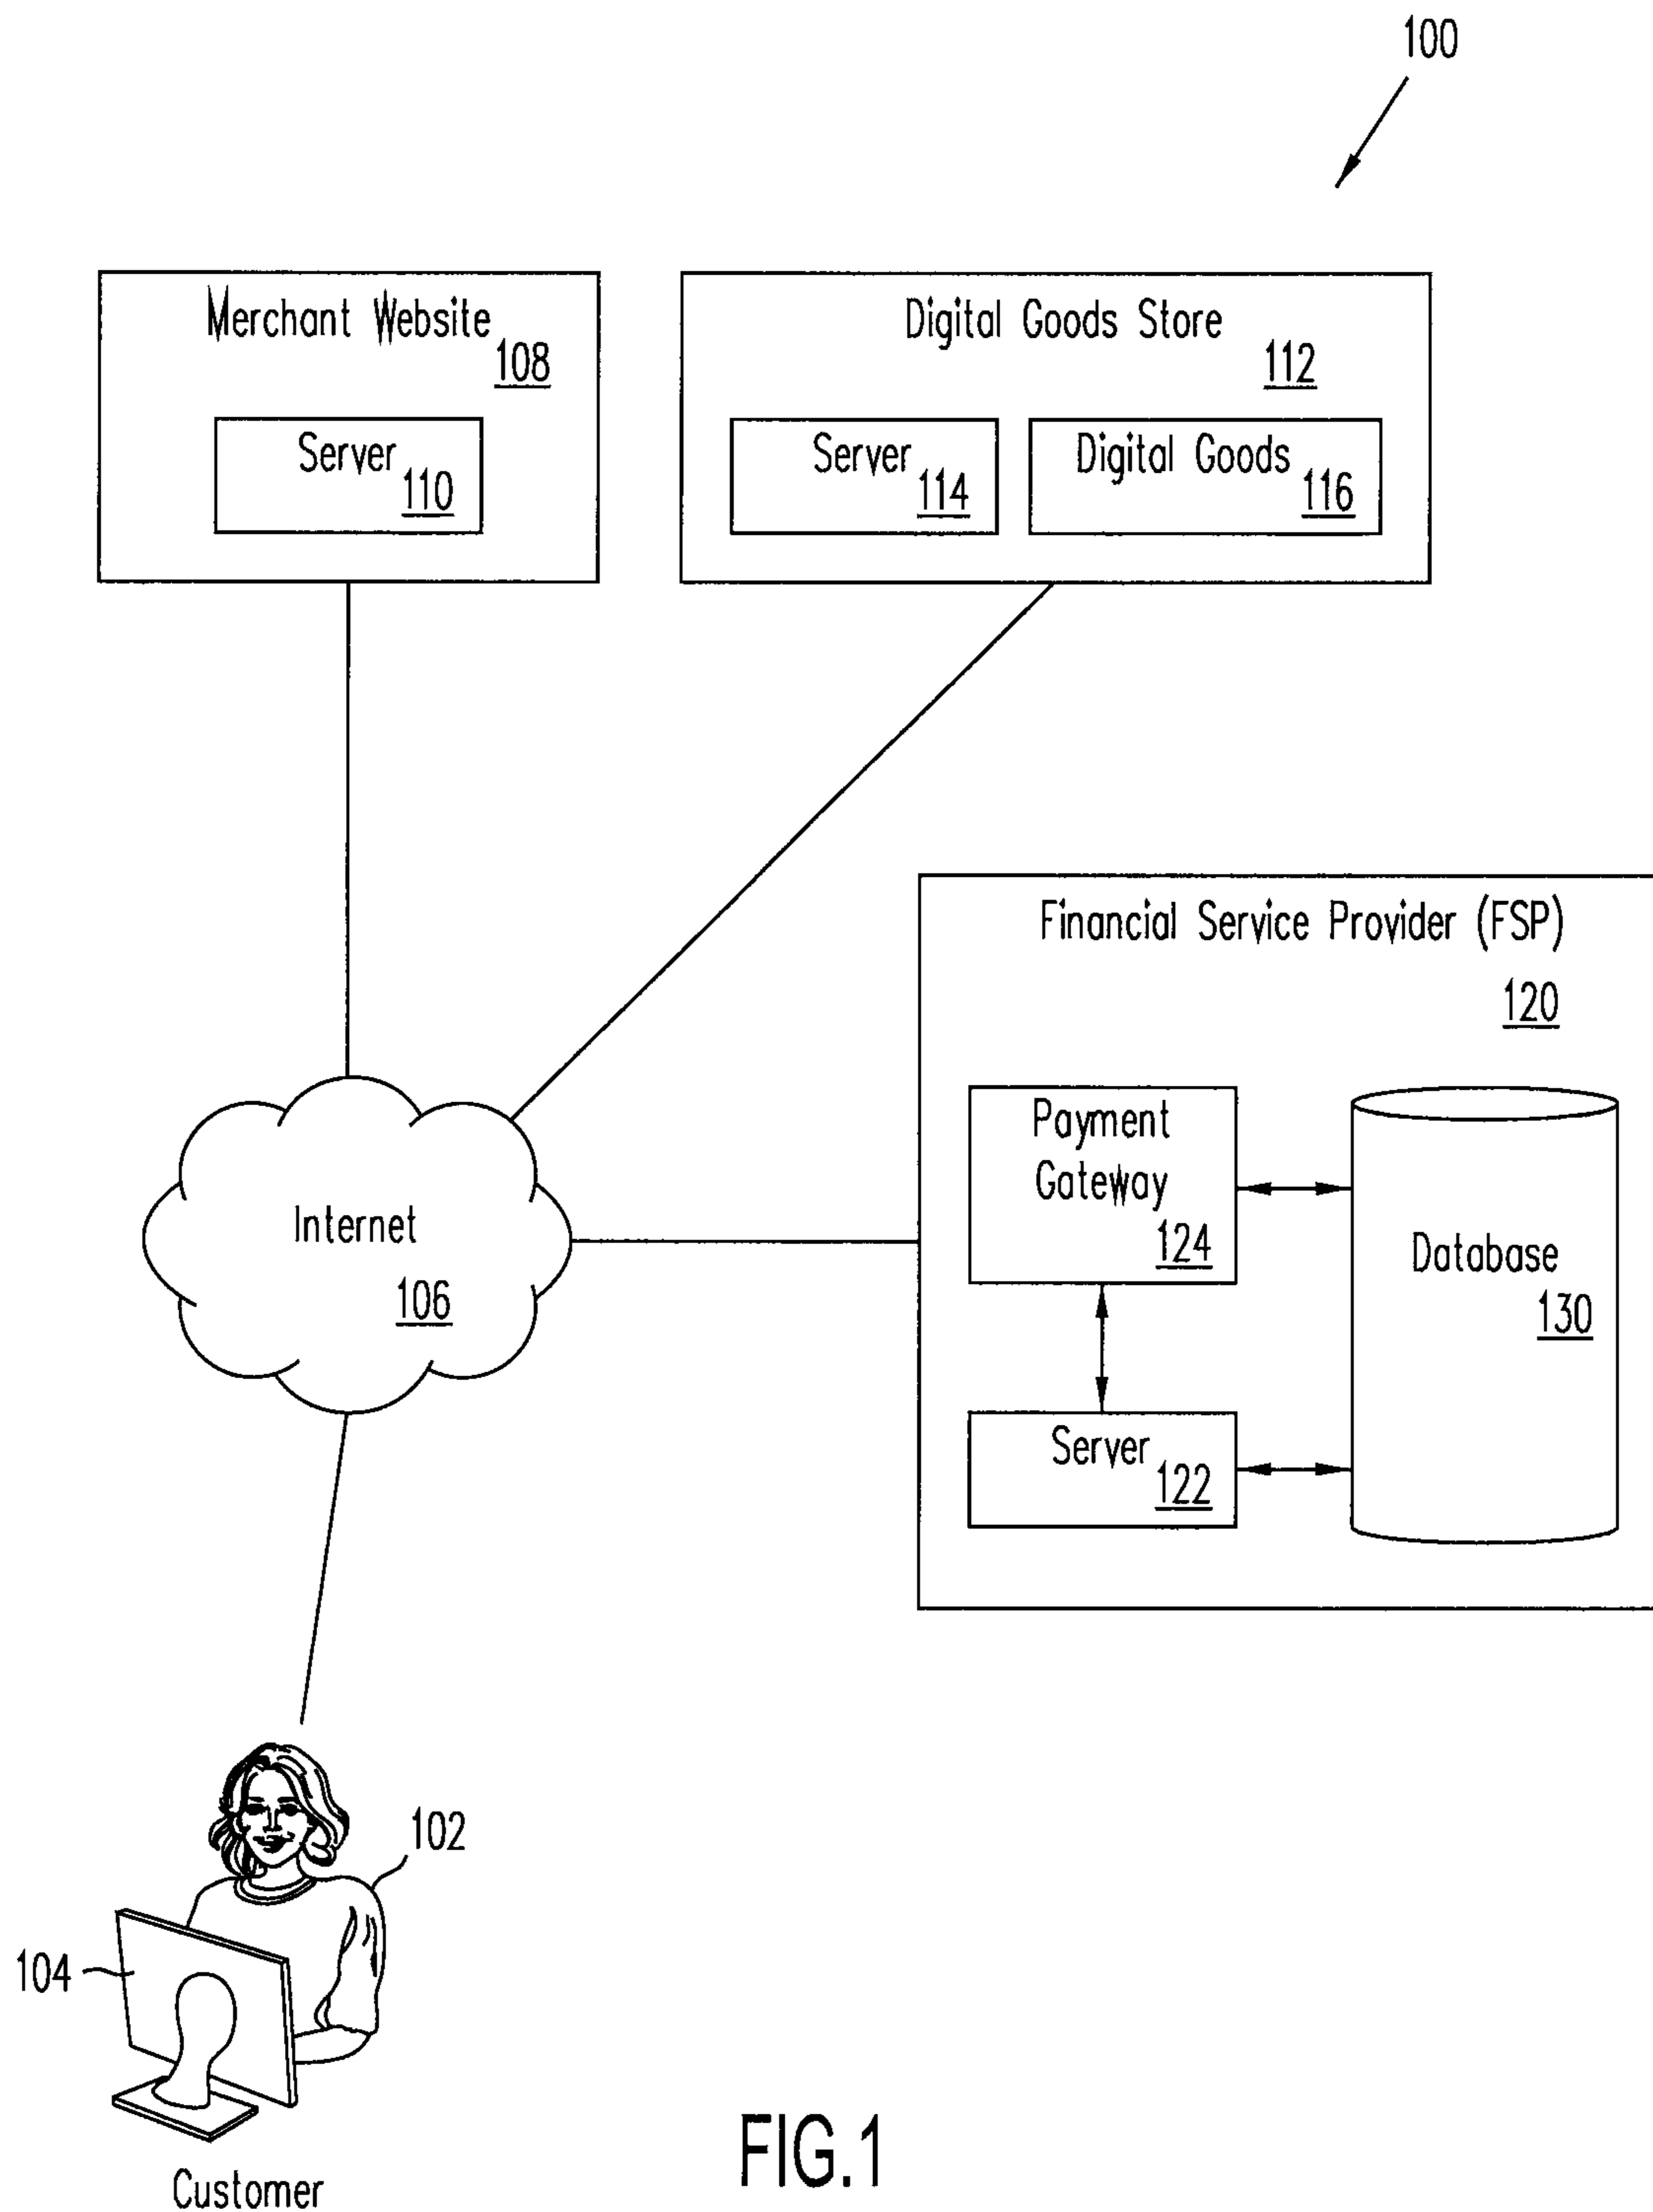 100
Merchant Website
108
Server
110
Digital Goods Store
112
Server
114
Digital Goods
116
Financial Service Provider (FSP)
120
Payment
Gateway
124
Database
130
Server
122
Internet
106
102
104
Customer
FIG.1